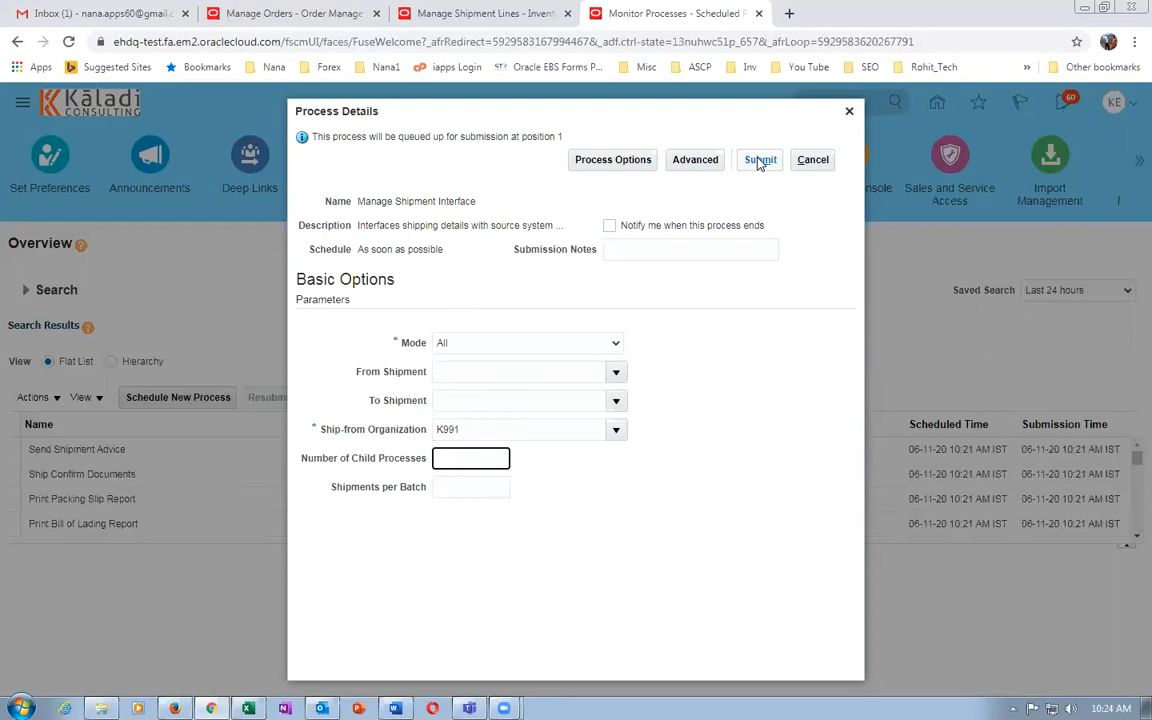 Inbox (1) - nana.apps60@gmail.c
Manage Orders - Order Manage
Manage Shipment Lines - Invent
Monitor Processes - Scheduled P
ehdq-test.fa.em2.oraclecloud.com/fscmUI/faces/FuseWelcome?_afrRedirect=5929583167994467&_adf.ctrl-state=13nuhwc51p_657&_afrLoop=5929583620267791
Apps
Suggested Sites
Bookmarks
Nana
Forex
Nana1
iapps Login
Oracle EBS Forms P...
Misc
ASCP
Inv
You Tube
SEO
Rohit_Tech
»
Other bookmarks
Kaladi
CONSULTING
60
KE
Set Preferences
Announcements
Deep Links
nsole
Sales and Service
Access
Import
Management
Overview
Search
Saved Search
Last 24 hours
Search Results
View
Flat List
Hierarchy
Actions
View
Schedule New Process
Resubm
Name
Scheduled Time
Submission Time
Send Shipment Advice
06-11-20 10:21 AM IST
06-11-20 10:21 AM IST
Ship Confirm Documents
06-11-20 10:21 AM IST
06-11-20 10:21 AM IST
Print Packing Slip Report
06-11-20 10:21 AM IST
06-11-20 10:21 AM IST
Print Bill of Lading Report
06-11-20 10:21 AM IST
06-11-20 10:21 AM IST
Process Details
This process will be queued up for submission at position 1
Process Options
Advanced
Submit
Cancel
Name Manage Shipment Interface
Description Interfaces shipping details with source system ...
Notify me when this process ends
Schedule As soon as possible
Submission Notes
Basic Options
Parameters
* Mode All
From Shipment
To Shipment
* Ship-from Organization K991
Number of Child Processes
Shipments per Batch
10:24 AM